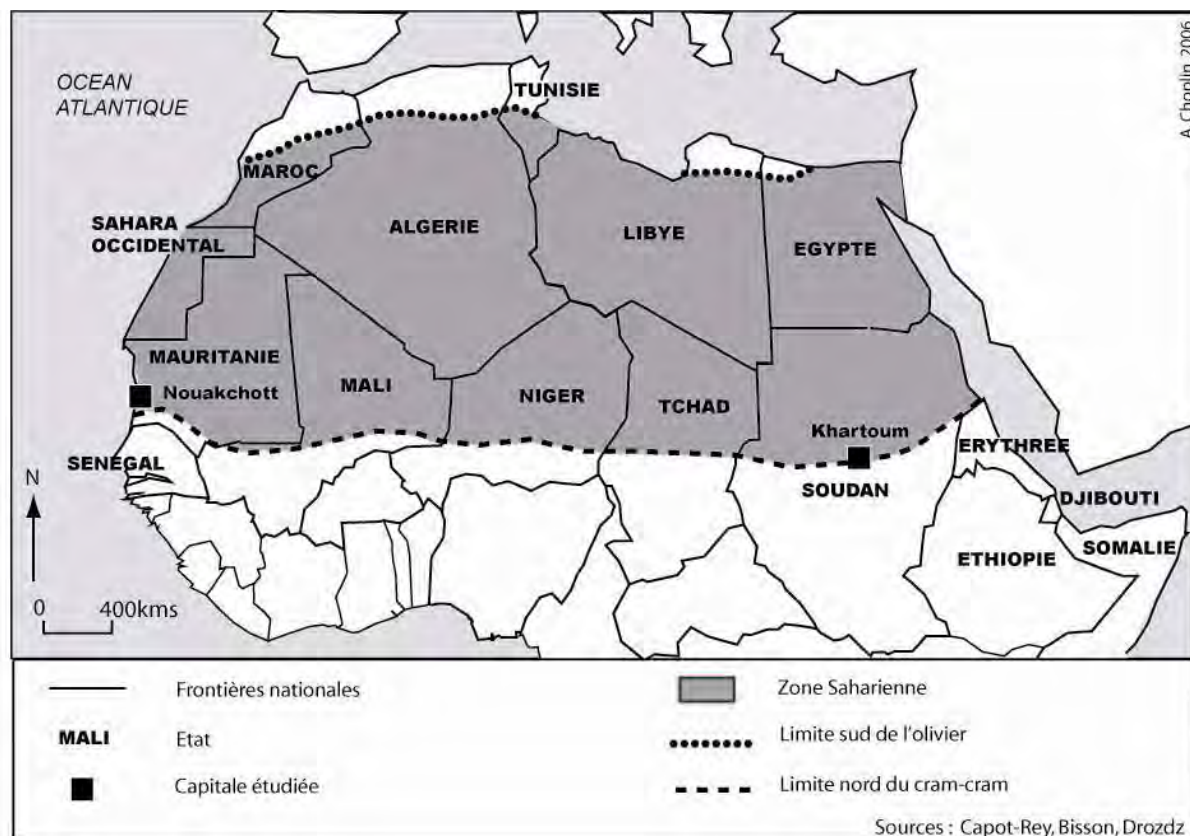 A. Choplin, 2006
OCEAN
ATLANTIQUE
TUNISIE
MAROC
SAHARA
OCCIDENTAL
ALGERIE
LIBYE
EGYPTE
MAURITANIE
Nouakchott
MALI
NIGER
TCHAD
Khartoum
SENEGAL
ERYTHREE
SOUDAN
DJIBOUTI
SOMALIE
ETHIOPIE
N
0 400kms
Frontières nationales
MALI Etat
Capitale étudiée
Zone Saharienne
Limite sud de l'olivier
Limite nord du cram-cram
Sources : Capot-Rey, Bisson, Drozdz